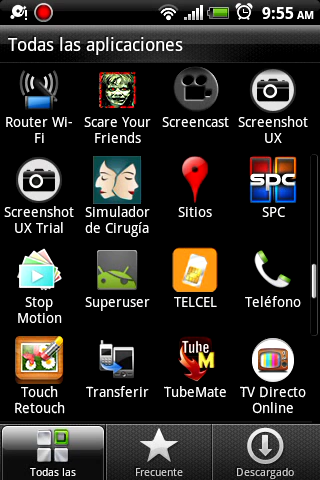 9:55 AM
Todas las aplicaciones
Router Wi-
Fi
Scare Your
Friends
Screencast
Screenshot
UX
Screenshot
UX Trial
Simulador
de Cirugía
Sitios
SPC
SPC
Stop
Motion
Superuser
TELCEL
Teléfono
Touch
Retouch
Transferir
Tube
M
TubeMate
TV Directo
Online
Todas las
Frecuente
Descargado